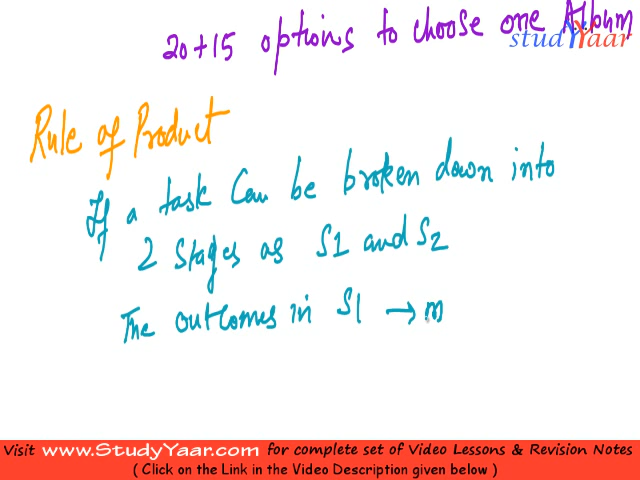 20+15 options to choose one Album
studYYaar
Rule of Product
If a task Can be broken down into
2 Stages as S1 and S2
The outcomes in S1 → m
Visit www.StudyYaar.com for complete set of Video Lessons & Revision Notes
( Click on the Link in the Video Description given below )